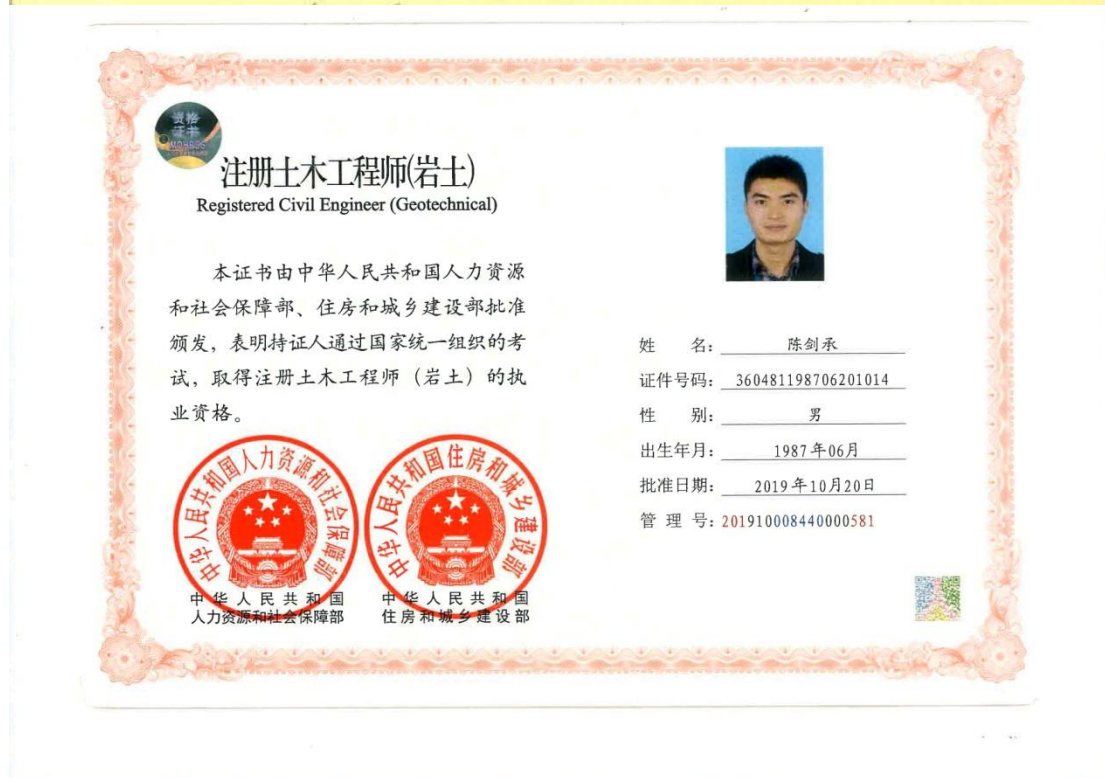 资格
证书
MOHRSS
注册土木工程师(岩土)
Registered Civil Engineer (Geotechnical)
本证书由中华人民共和国人力资源
和社会保障部、住房和城乡建设部批准
颁发，表明持证人通过国家统一组织的考
试，取得注册土木工程师（岩土）的执
业资格。
中华人民共和国人力资源和社会保障部
中华人民共和国住房和城乡建设部
中华人民共和国
人力资源和社会保障部
中华人民共和国
住房和城乡建设部
姓 名：陈剑承
证件号码：360481198706201014
性 别：男
出生年月：1987年06月
批准日期：2019年10月20日
管 理 号：201910008440000581